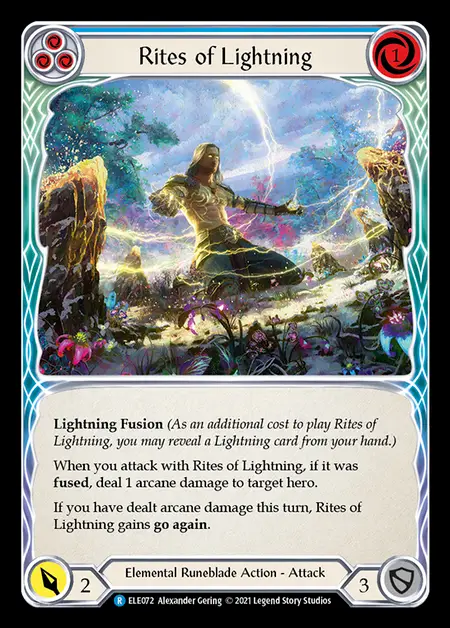 Rites of Lightning
1
Lightning Fusion (As an additional cost to play Rites of
Lightning, you may reveal a Lightning card from your hand.)
When you attack with Rites of Lightning, if it was
fused, deal 1 arcane damage to target hero.
If you have dealt arcane damage this turn, Rites of
Lightning gains go again.
2
Elemental Runeblade Action - Attack
3
R ELE072 Alexander Gering © 2021 Legend Story Studios